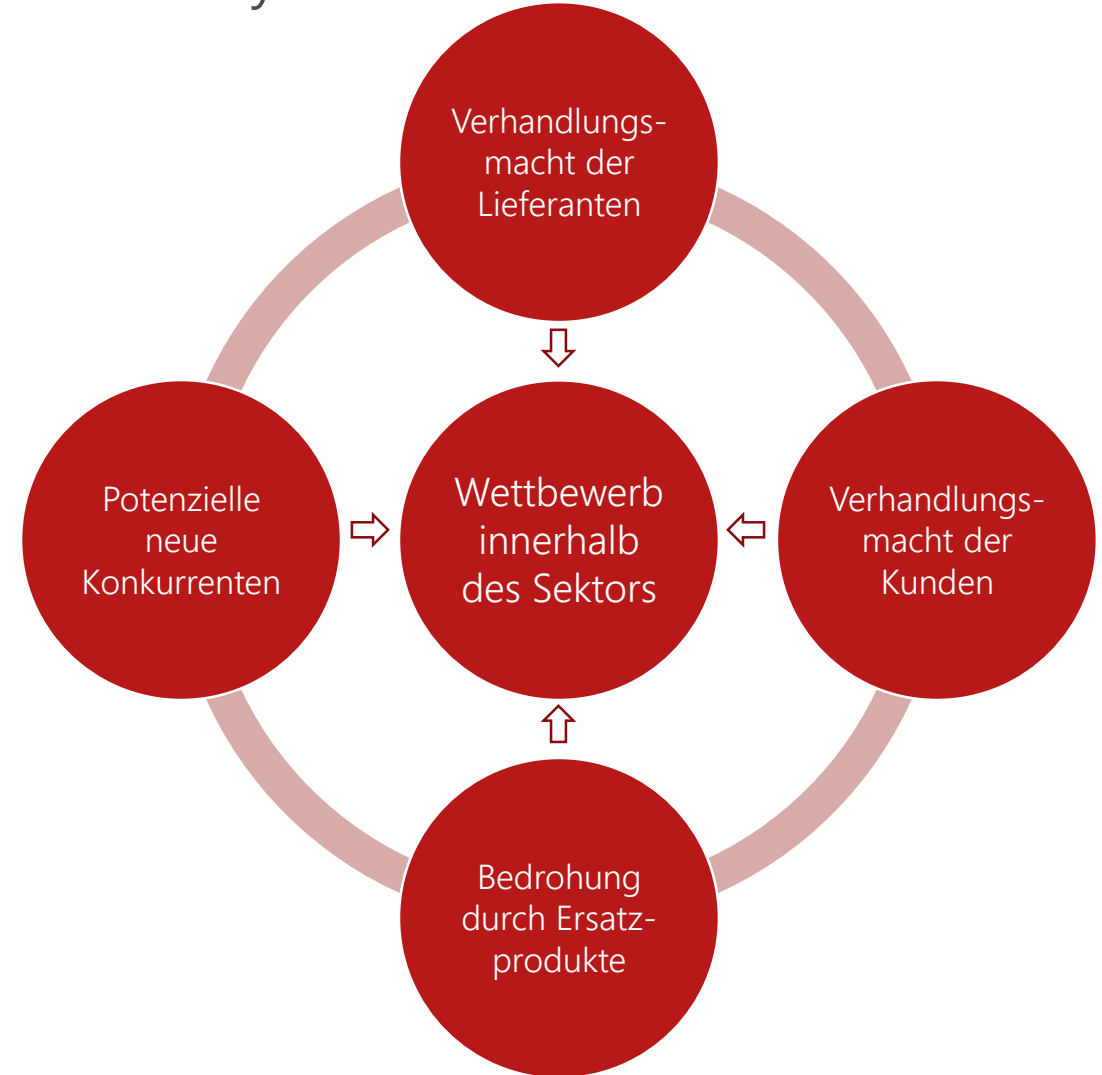 Verhandlungs-
macht der
Lieferanten
Potenzielle
neue
Konkurrenten
Wettbewerb
innerhalb
des Sektors
Verhandlungs-
macht der
Kunden
Bedrohung
durch Ersatz-
produkte